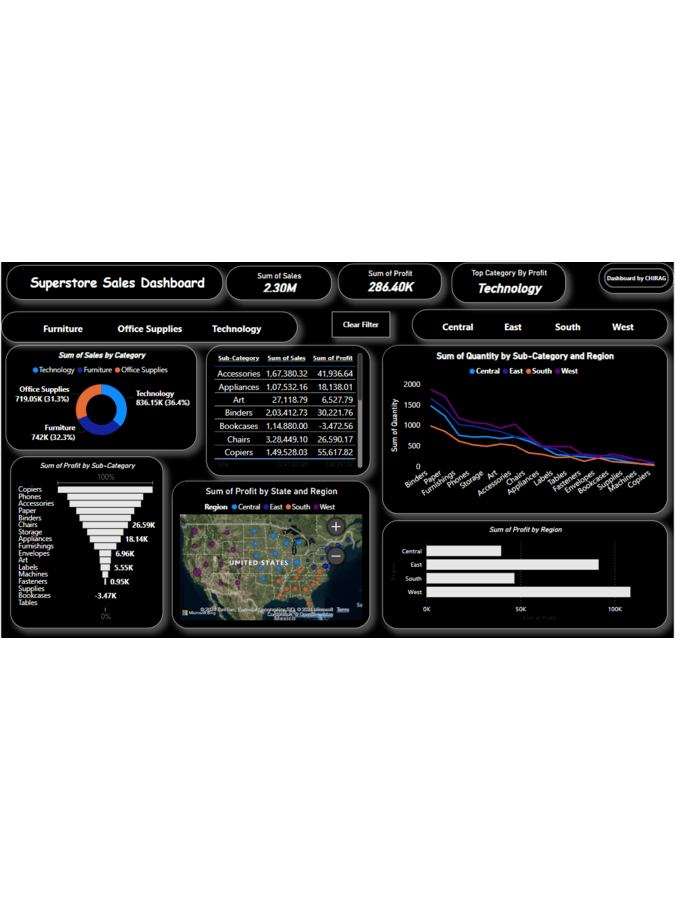 Superstore Sales Dashboard
Sum of Sales
2.30M
Sum of Profit
286.40K
Top Category By Profit
Technology
Dashboard by CHIRAG
Furniture
Office Supplies
Technology
Clear Filter
Central
East
South
West
Sum of Sales by Category
Technology Furniture Office Supplies
Office Supplies
719.05K (31.3%)
Technology
836.15K (36.4%)
Furniture
742K (32.3%)
Sub-Category Sum of Sales Sum of Profit
Accessories 1,67,380.32 41,936.64
Appliances 1,07,532.16 18,138.01
Art 27,118.79 6,527.79
Binders 2,03,412.73 30,221.76
Bookcases 1,14,880.00 -3,472.56
Chairs 3,28,449.10 26,590.17
Copiers 1,49,528.03 55,617.82
Sum of Quantity by Sub-Category and Region
Central East South West
Sum of Quantity
2000
1500
1000
500
0
Binders
Paper
Furnishings
Phones
Storage
Art
Accessories
Chairs
Appliances
Labels
Tables
Fasteners
Envelopes
Bookcases
Supplies
Machines
Copiers
Sum of Profit by Sub-Category
100%
Copiers
Phones
Accessories
Paper
Binders
Chairs 26.59K
Storage
Appliances 18.14K
Furnishings
Envelopes 6.96K
Art
Labels 5.55K
Machines
Fasteners 0.95K
Supplies
Bookcases -3.47K
Tables
0%
Sum of Profit by State and Region
Region Central East South West
UNITED STATES
Microsoft Bing
Terms
Mexico
Sum of Profit by Region
Central
East
South
West
0K
50K
100K
Sum of Profit